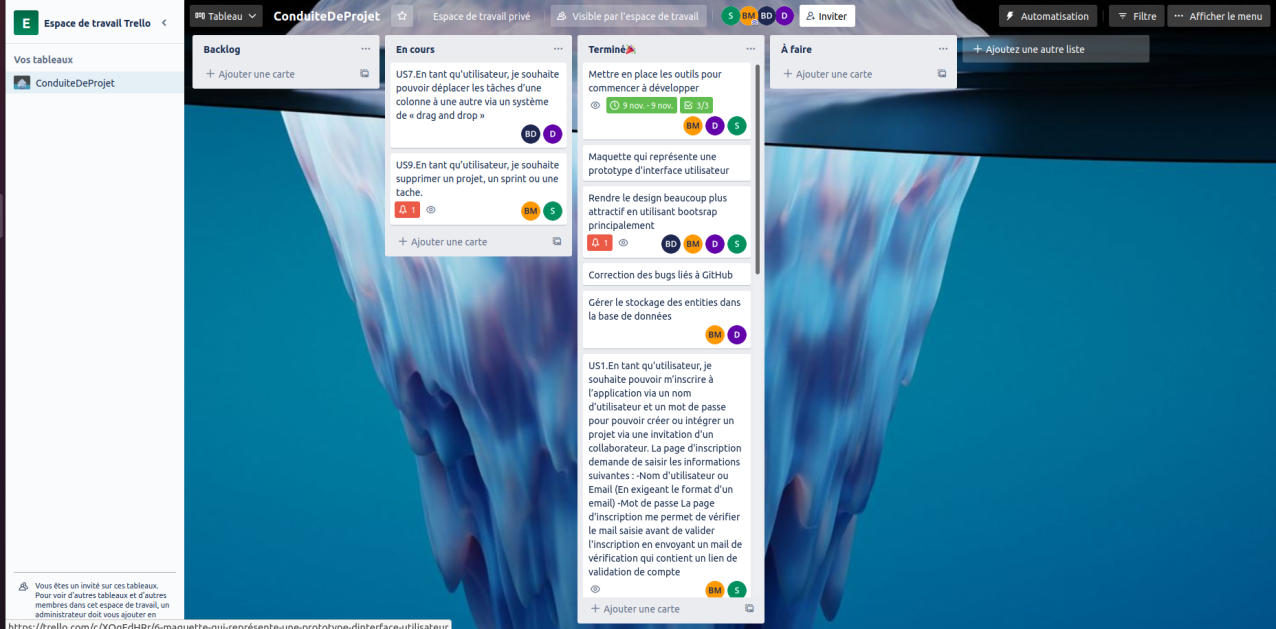 E
Espace de travail Trello
Vos tableaux
ConduiteDeProjet
Vous êtes un invité sur ces tableaux.
Pour voir d'autres tableaux et d'autres
membres dans cet espace de travail, un
administrateur doit vous ajouter en
https://trello.com/c/XQgEdHRr/6-maquette-qui-représente-une-prototype-dinterface-utilisateur
Tableau
ConduiteDeProjet
Espace de travail privé
Visible par l'espace de travail
S BM BD D
Inviter
Automatisation
Filtre
Afficher le menu
Backlog
Ajouter une carte
En cours
US7.En tant qu'utilisateur, je souhaite
pouvoir déplacer les tâches d'une
colonne à une autre via un système
de « drag and drop »
BD D
US9.En tant qu'utilisateur, je souhaite
supprimer un projet, un sprint ou une
tache.
1
BM S
Ajouter une carte
Terminé🎉
Mettre en place les outils pour
commencer à développer
9 nov. - 9 nov. 3/3
BM D S
Maquette qui représente une
prototype d'interface utilisateur
Rendre le design beaucoup plus
attractif en utilisant bootsrap
principalement
1
BD BM D S
Correction des bugs liés à GitHub
Gérer le stockage des entities dans
la base de données
BM D
US1.En tant qu'utilisateur, je
souhaite pouvoir m'inscrire à
l'application via un nom
d'utilisateur et un mot de passe
pour pouvoir créer ou intégrer un
projet via une invitation d'un
collaborateur. La page d'inscription
demande de saisir les informations
suivantes : -Nom d'utilisateur ou
Email (En exigeant le format d'un
email) -Mot de passe La page
d'inscription me permet de vérifier
le mail saisie avant de valider
l'inscription en envoyant un mail de
vérification qui contient un lien de
validation de compte
BM S
Ajouter une carte
À faire
Ajouter une carte
Ajoutez une autre liste